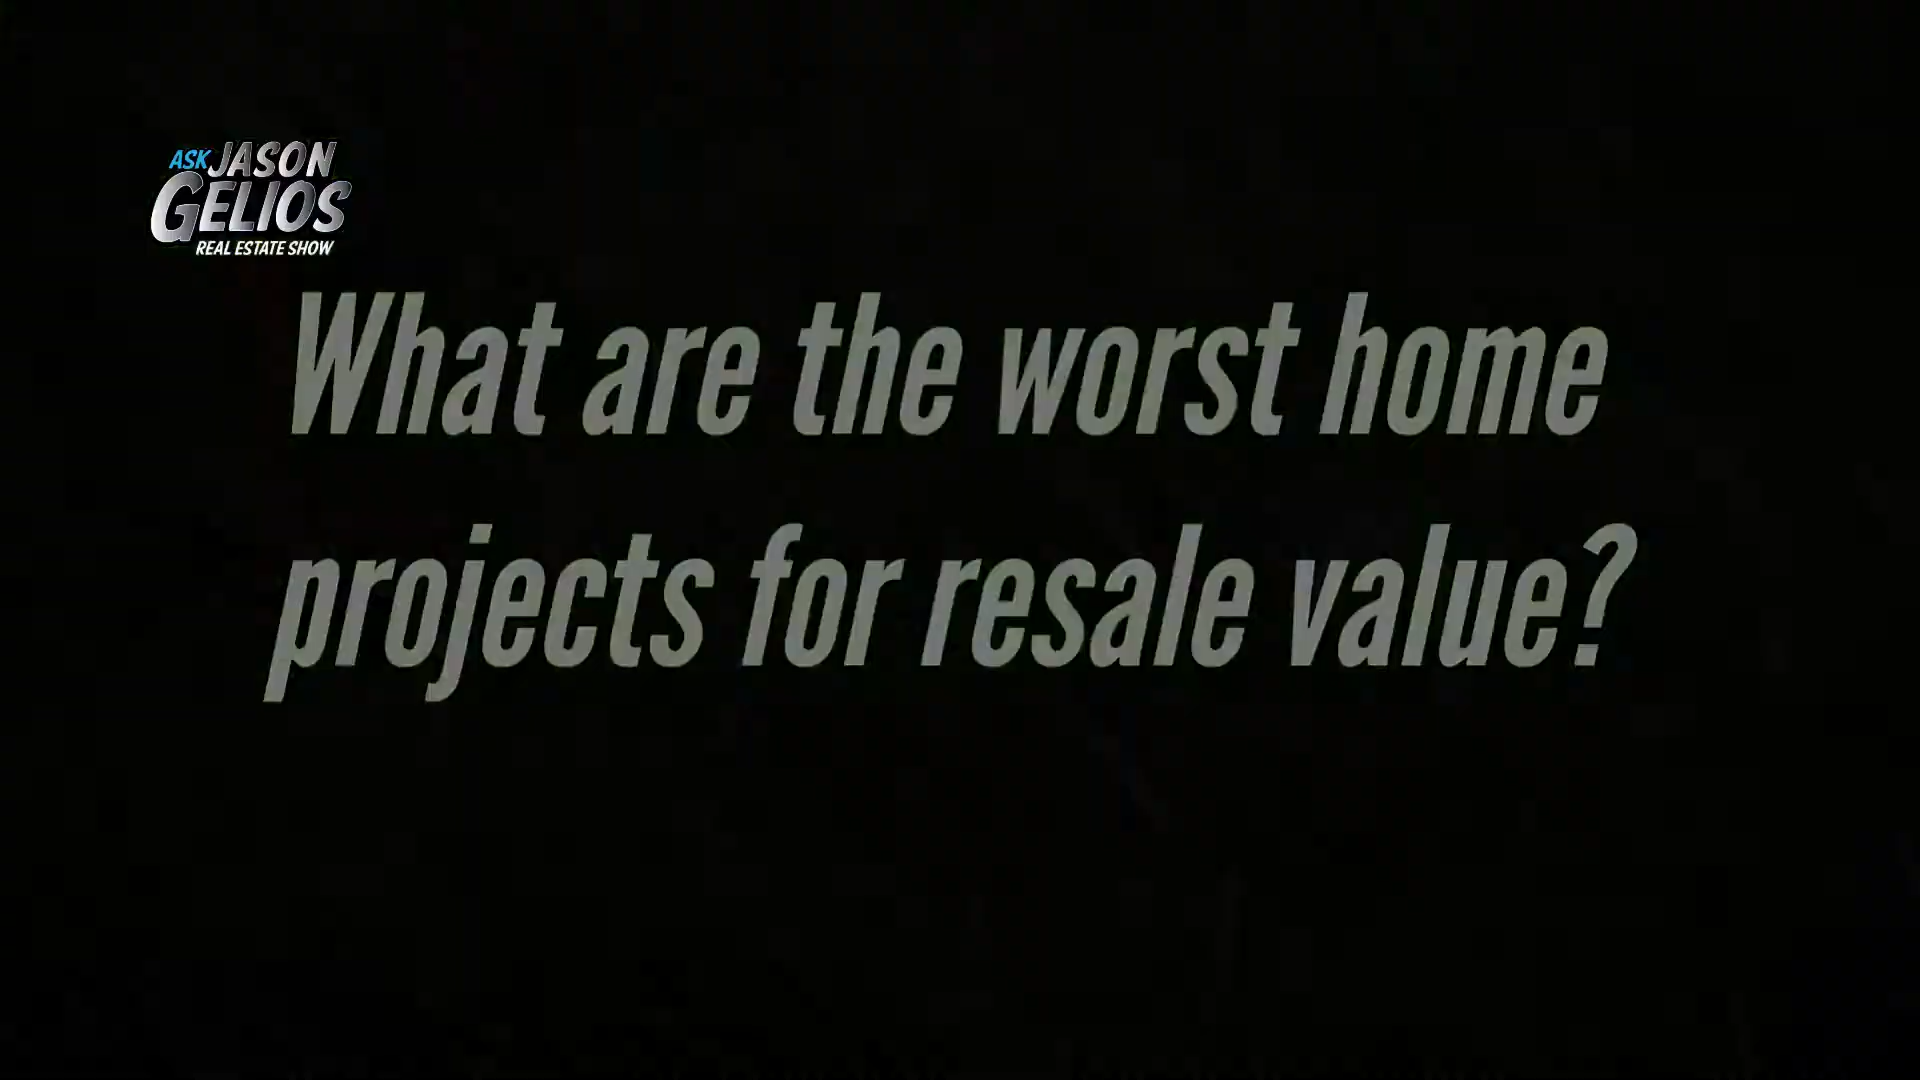 ASK JASON
GELIOS
REAL ESTATE SHOW
What are the worst home
projects for resale value?